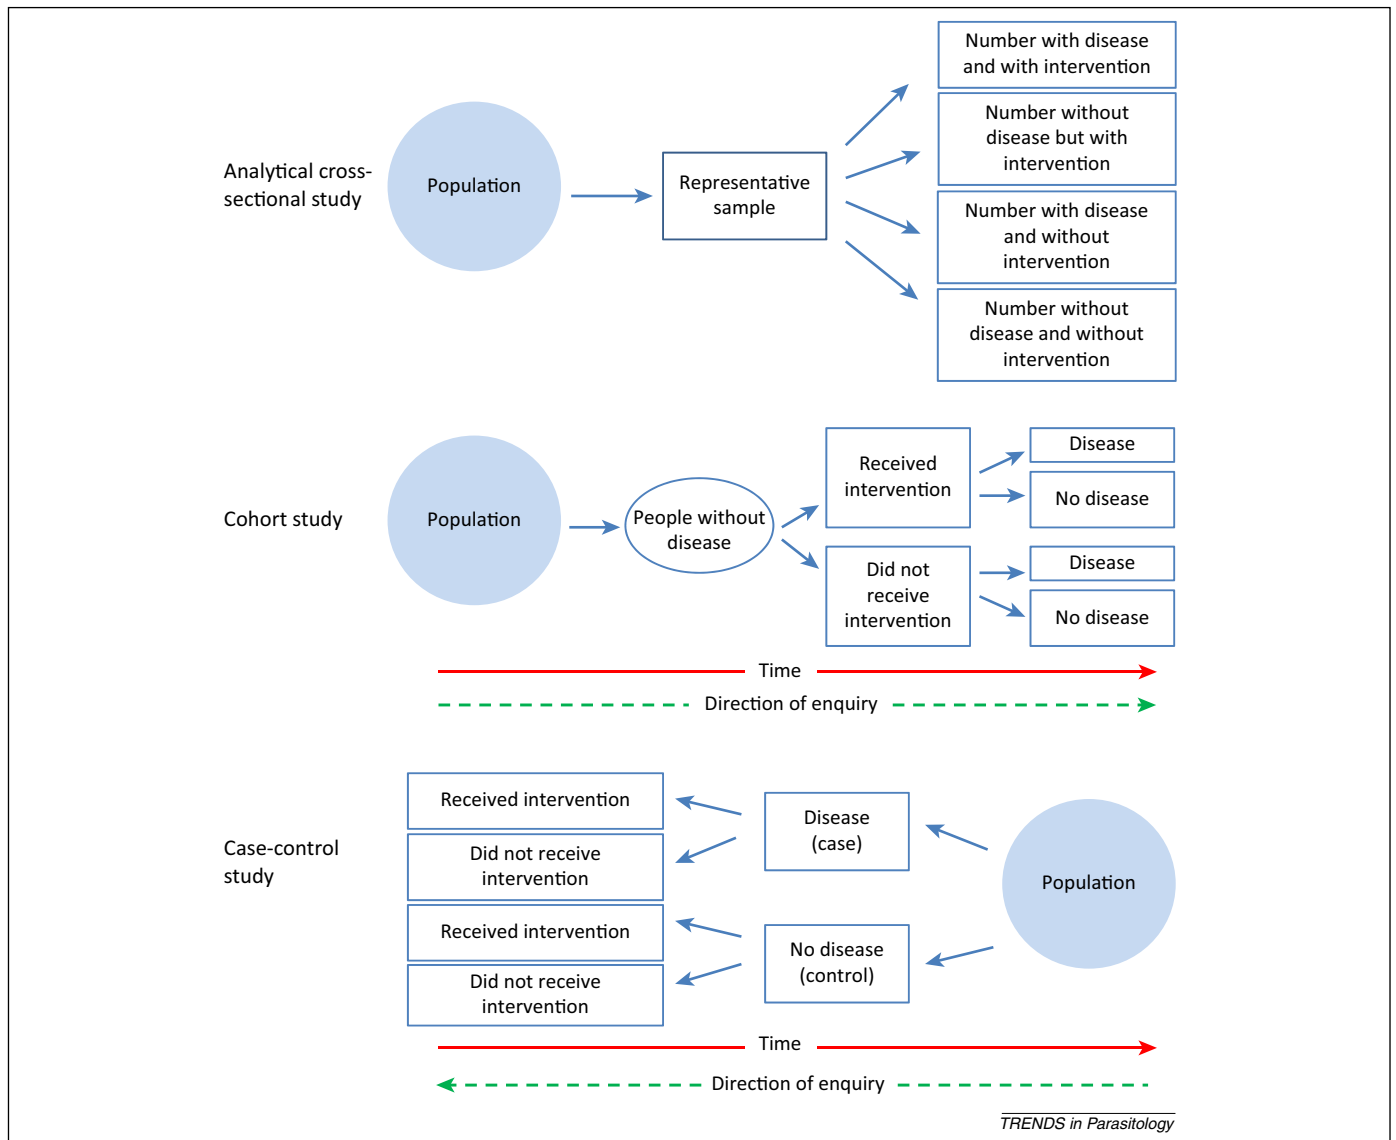 Analytical cross-
sectional study
Population
Representative
sample
Number with disease
and with intervention
Number without
disease but with
intervention
Number with disease
and without
intervention
Number without
disease and without
intervention
Cohort study
Population
People without
disease
Received
intervention
Disease
No disease
Did not
receive
intervention
Disease
No disease
Time
Direction of enquiry
Case-control
study
Received intervention
Did not receive
intervention
Received intervention
Did not receive
intervention
Disease
(case)
No disease
(control)
Population
Time
Direction of enquiry
TRENDS in Parasitology